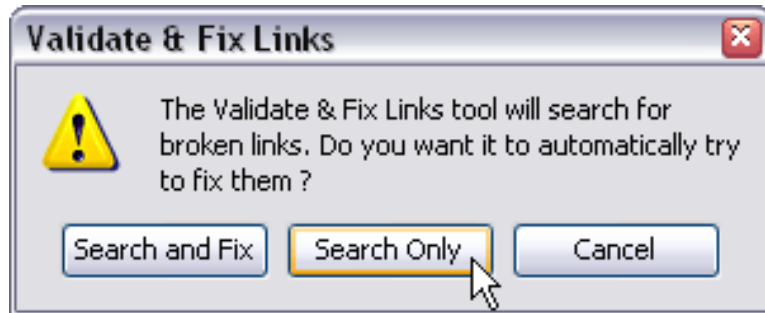 Validate & Fix Links
The Validate & Fix Links tool will search for
broken links. Do you want it to automatically try
to fix them ?
Search and Fix
Search Only
Cancel